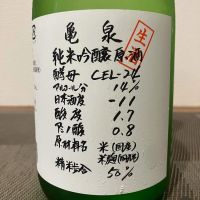 亀泉
生酒
純米吟醸原酒
酵母 CEL-24
アルコール分 14%
日本酒度 -11
酸度 1.7
アミノ酸 0.8
原材料名 米(国産)
米麹(国産米)
精米歩合 50%